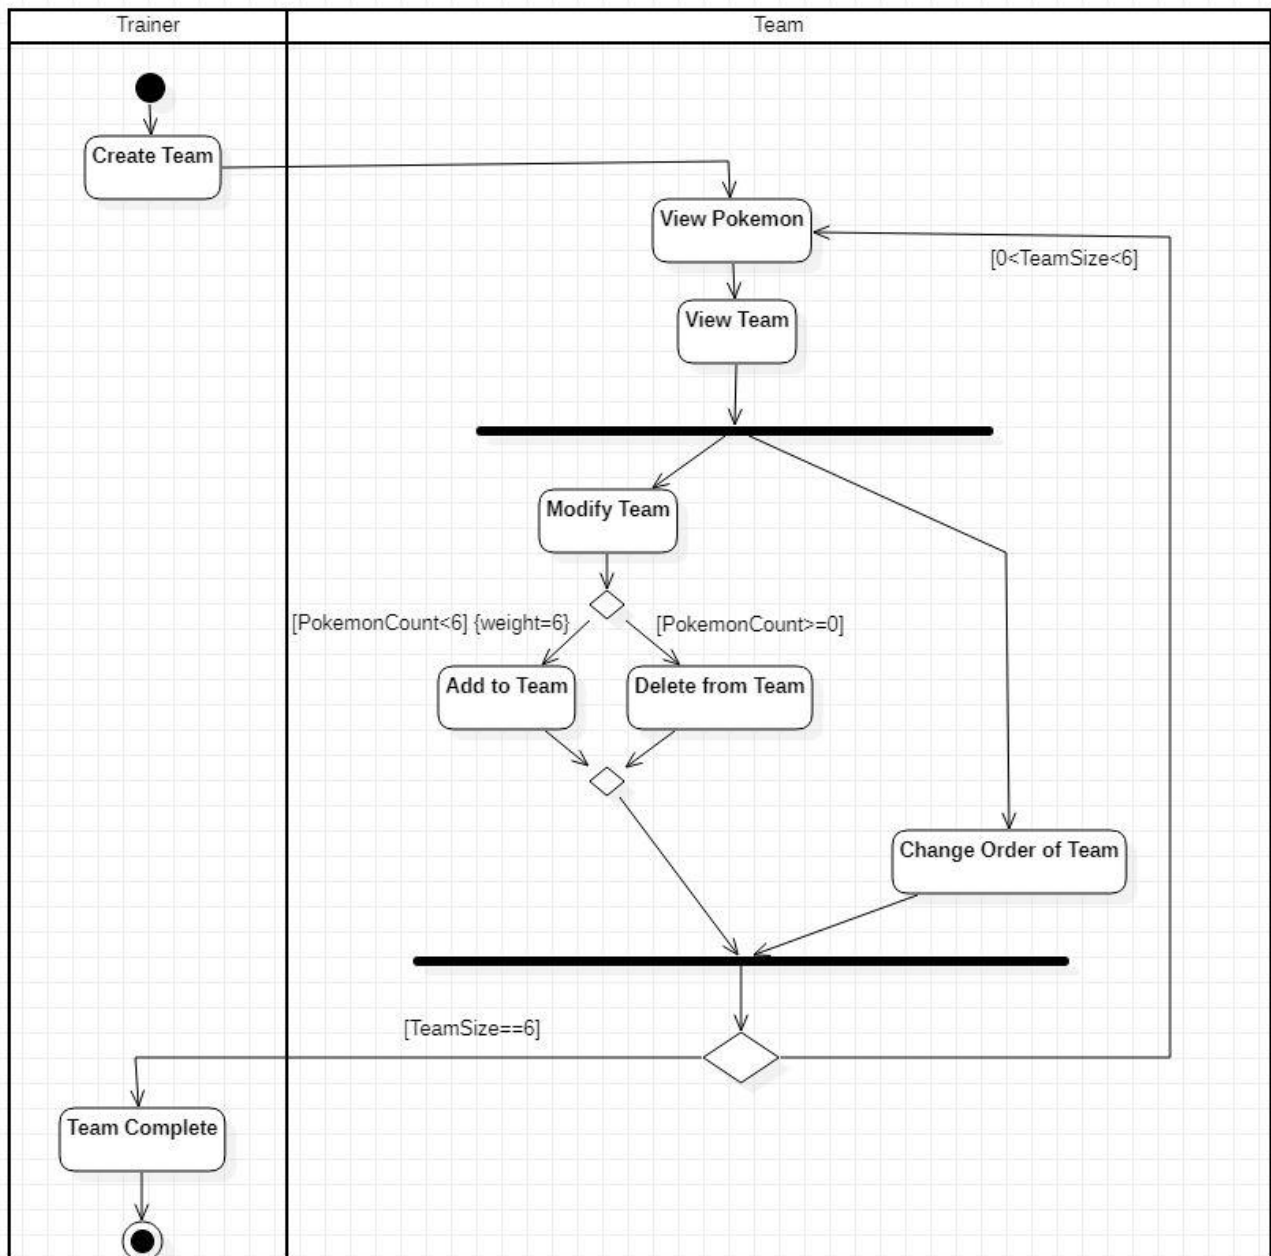 Trainer
Team
Create Team
View Pokemon
[0<TeamSize<6]
View Team
Modify Team
[PokemonCount<6] {weight=6}
[PokemonCount>=0]
Add to Team
Delete from Team
Change Order of Team
[TeamSize==6]
Team Complete